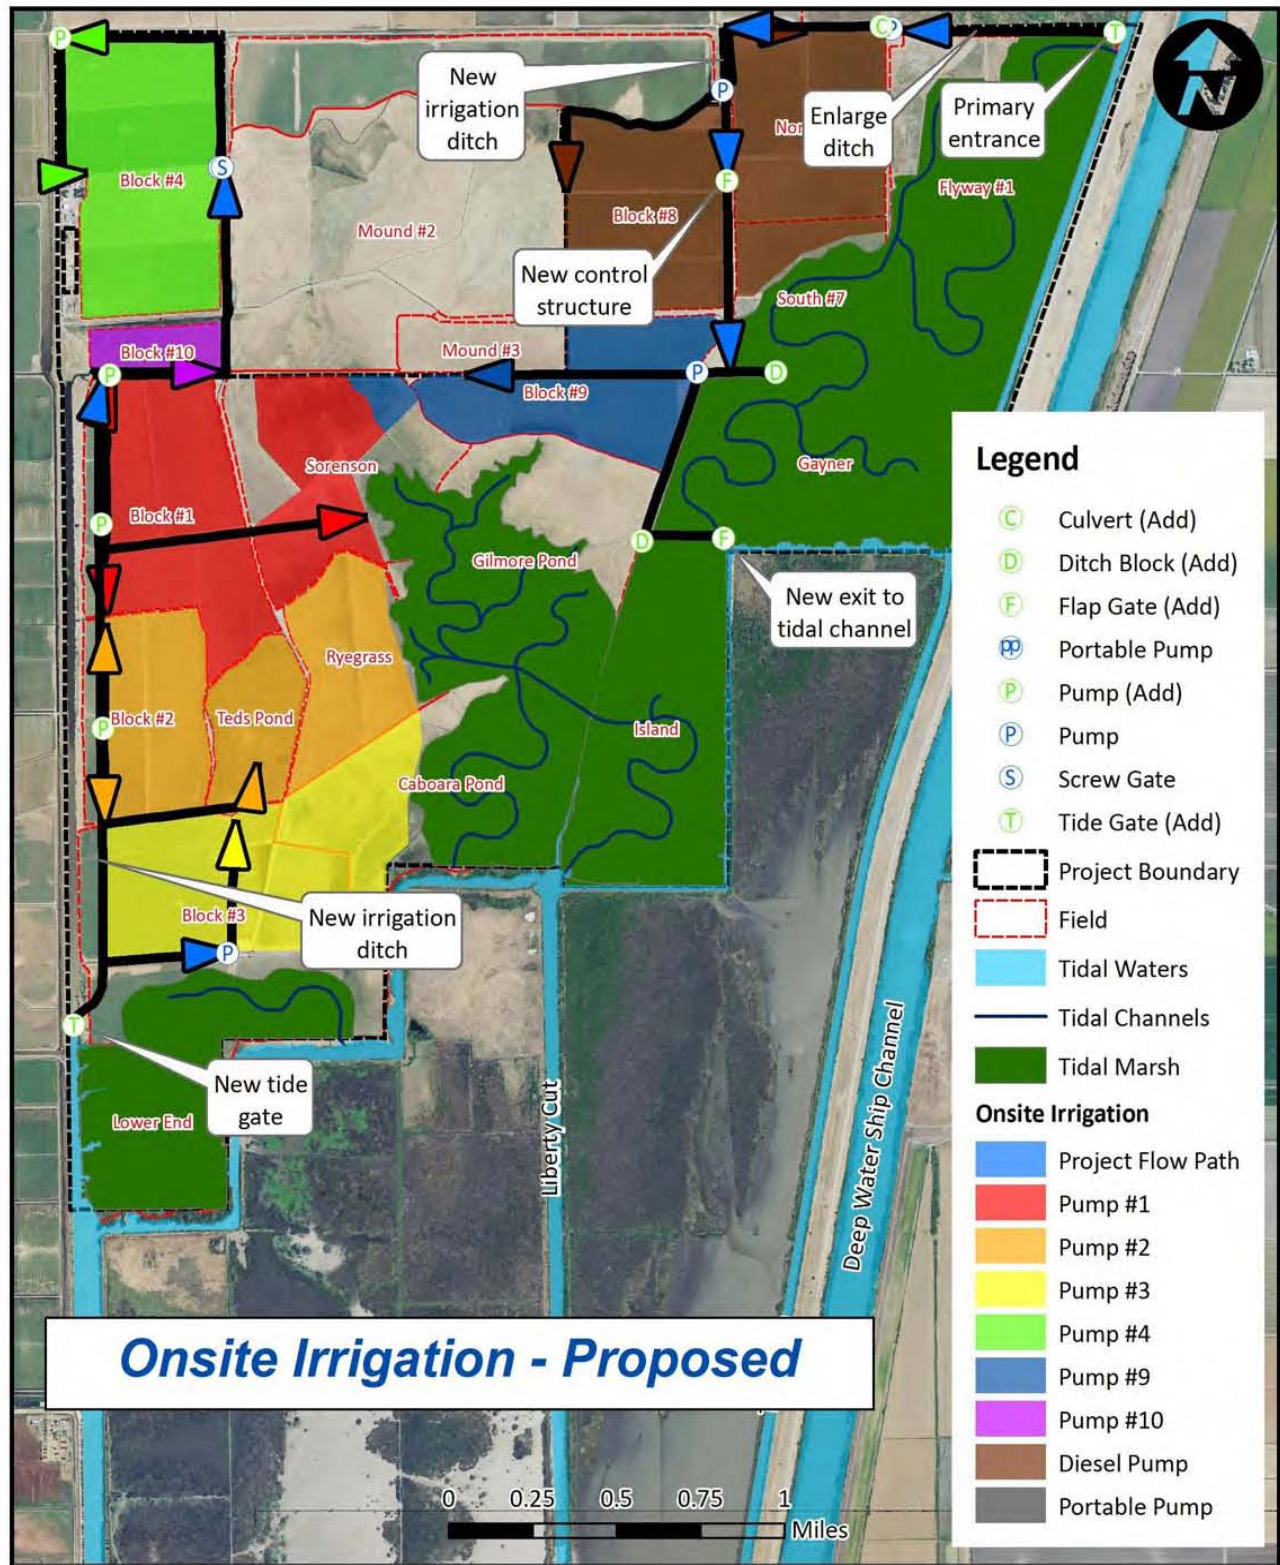 P
C
P
T
New
irrigation
ditch
P
Enlarge
ditch
Primary
entrance
N
Nor
S
Block #4
F
Flyway #1
Mound #2
Block #8
New control
structure
South #7
Block #10
Mound #3
P
P
D
Block #9
Sorenson
Gayner
P
Block #1
D
F
Gilmore Pond
New exit to
tidal channel
Ryegrass
P
Block #2
Teds Pond
Island
Caboara Pond
Block #3
New irrigation
ditch
P
T
New tide
gate
Lower End
Liberty Cut
Deep Water Ship Channel
Legend
C Culvert (Add)
D Ditch Block (Add)
F Flap Gate (Add)
pp Portable Pump
P Pump (Add)
P Pump
S Screw Gate
T Tide Gate (Add)
Project Boundary
Field
Tidal Waters
Tidal Channels
Tidal Marsh
Onsite Irrigation
Project Flow Path
Pump #1
Pump #2
Pump #3
Pump #4
Pump #9
Pump #10
Diesel Pump
Portable Pump
Onsite Irrigation - Proposed
0 0.25 0.5 0.75 1
Miles